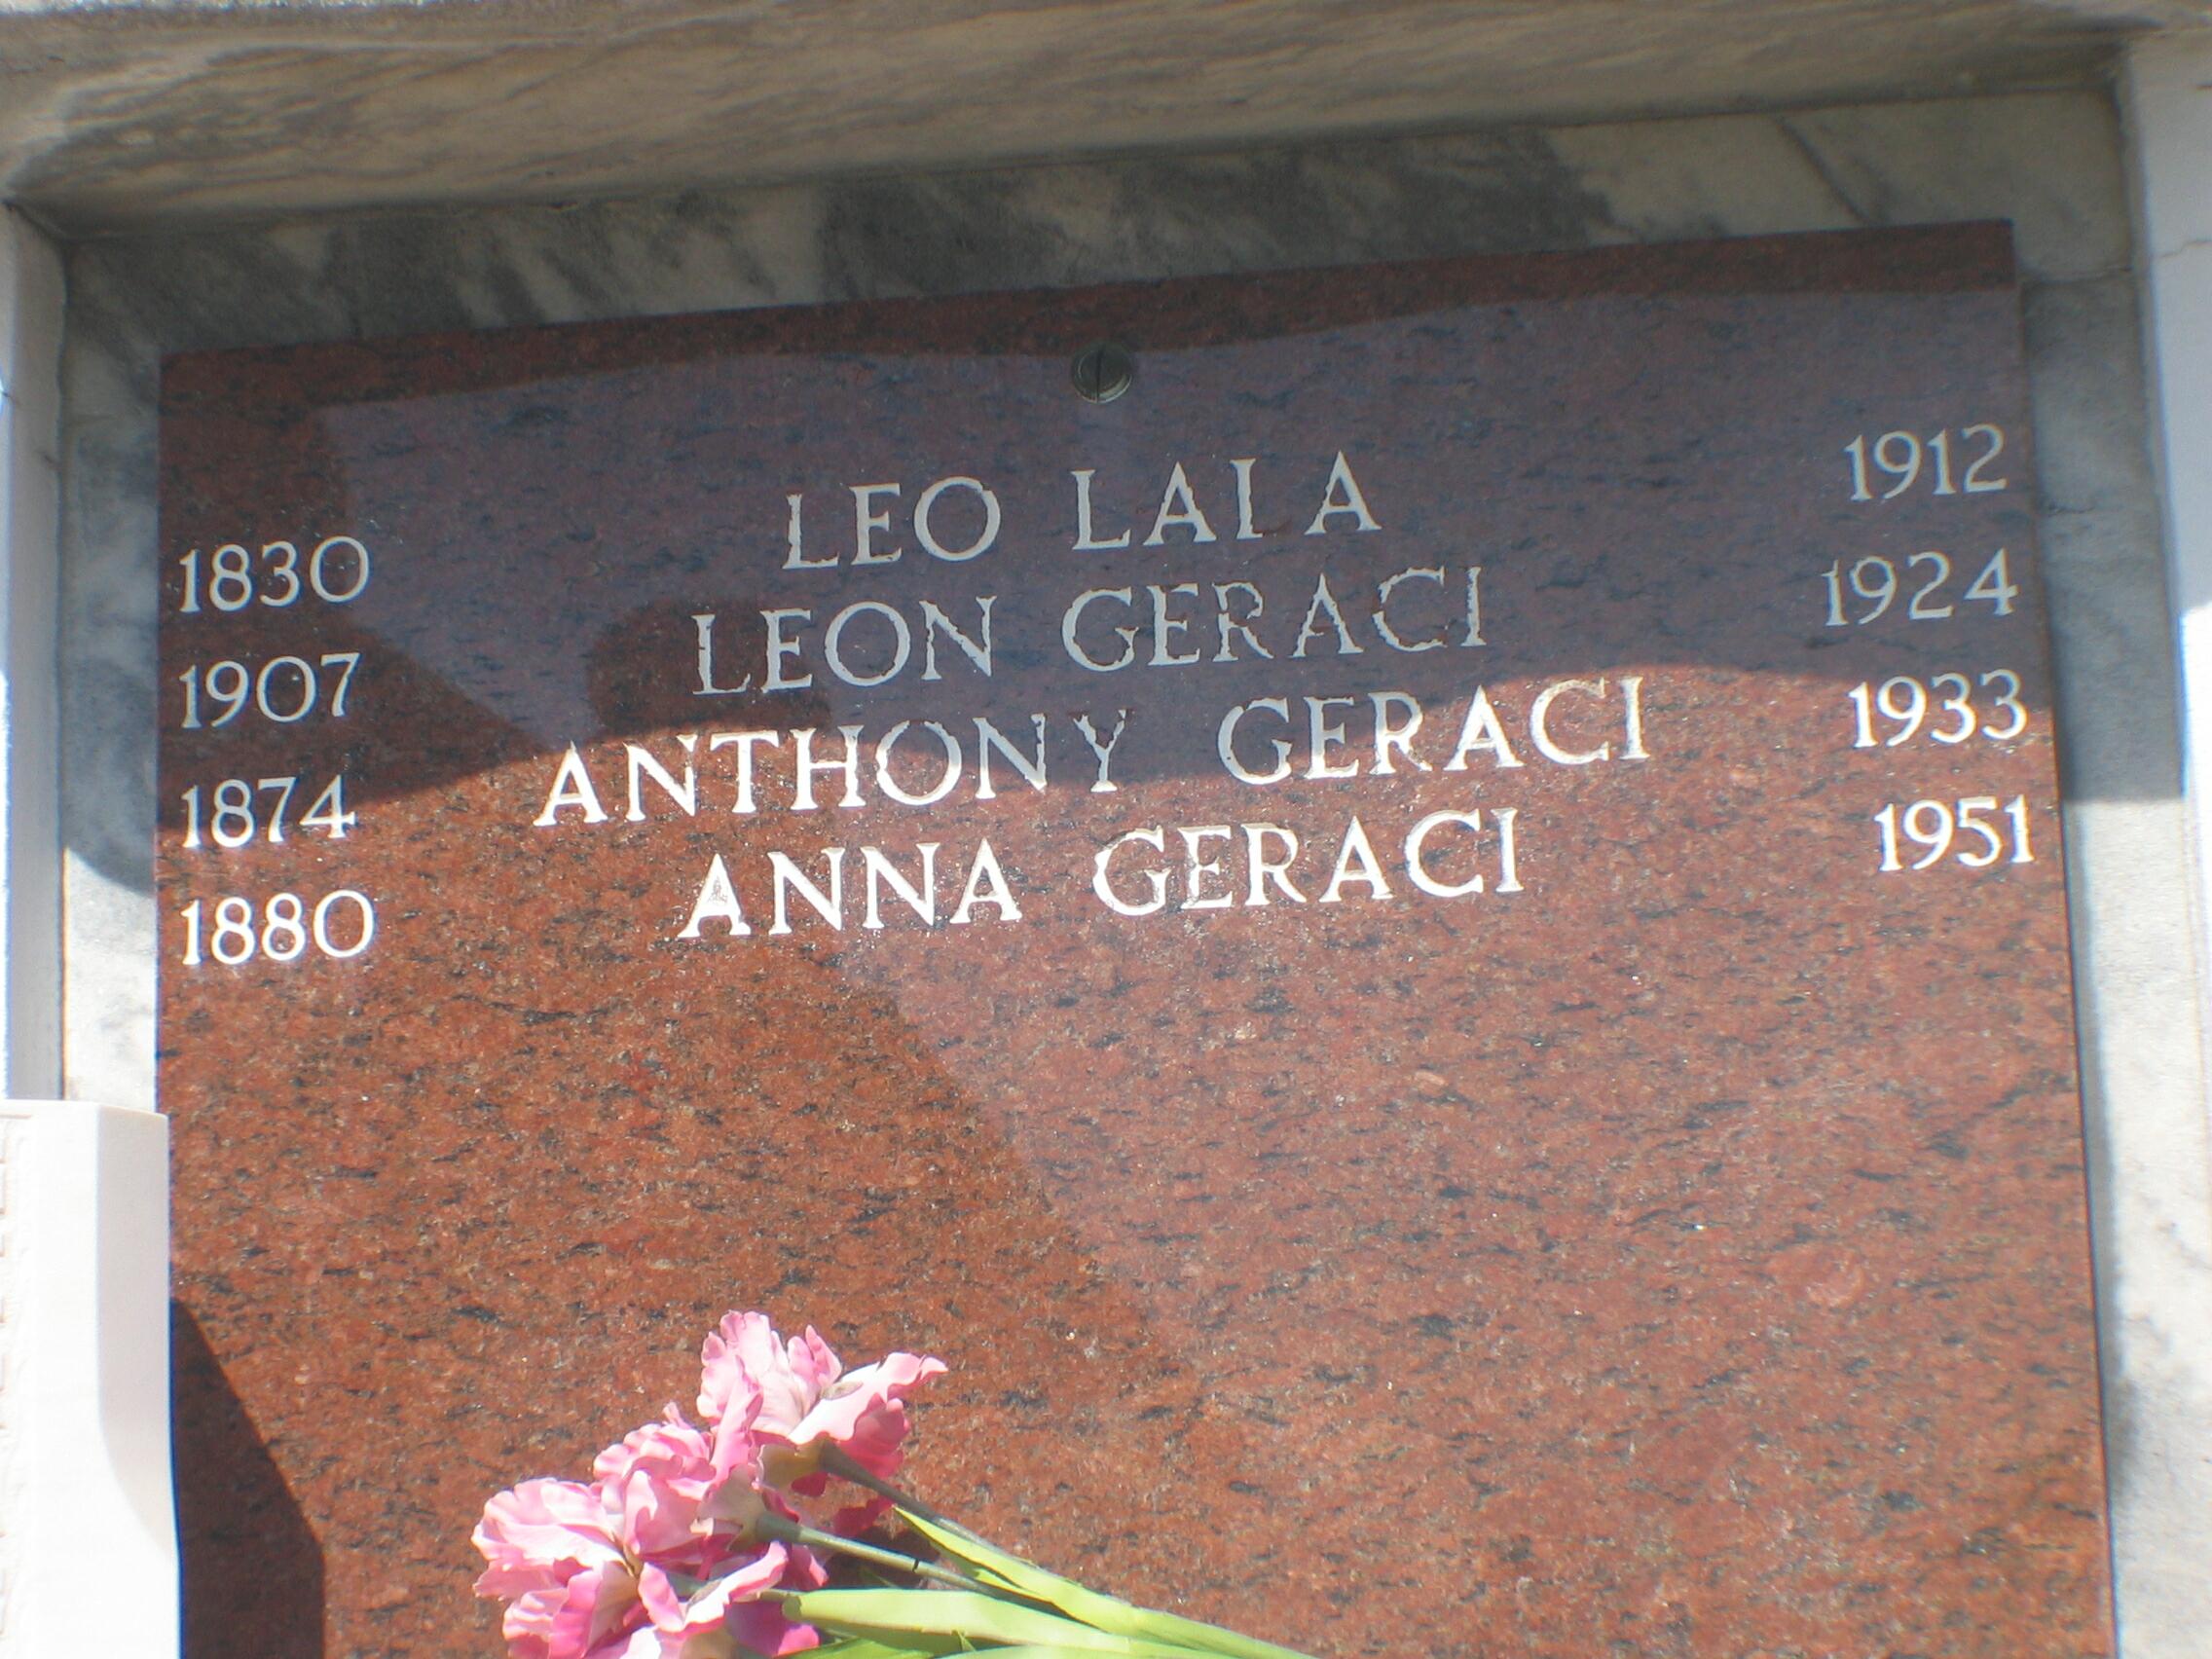 1830 LEO LALA 1912
1907 LEON GERACI 1924
1874 ANTHONY GERACI 1933
1880 ANNA GERACI 1951